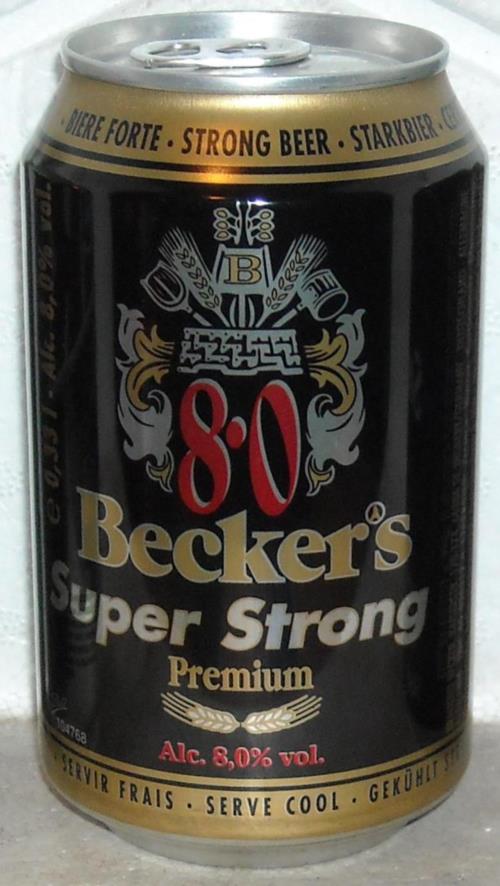 BIERE FORTE · STRONG BEER · STARKBIER ·
B
8·0
Becker's
Super Strong
Premium
Alc. 8,0% vol.
SERVIR FRAIS · SERVE COOL · GEKÜHLT
e 0,33 l · Alc. 8,0% vol.
104768